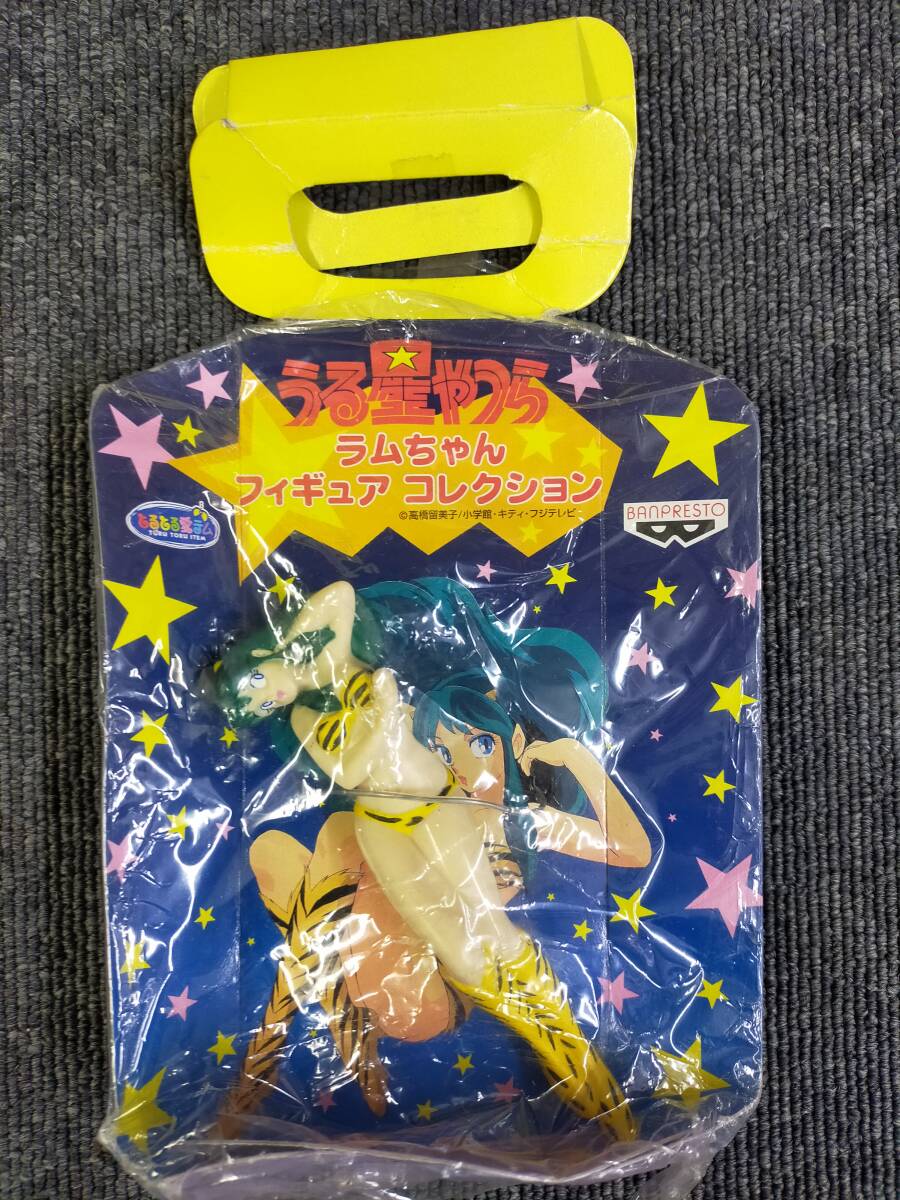 うる星やつら
ラムちゃん
フィギュア コレクション
©高橋留美子/小学館・キティ・フジテレビ
とるとる愛テム
TORU TORU ITEM
BANPRESTO